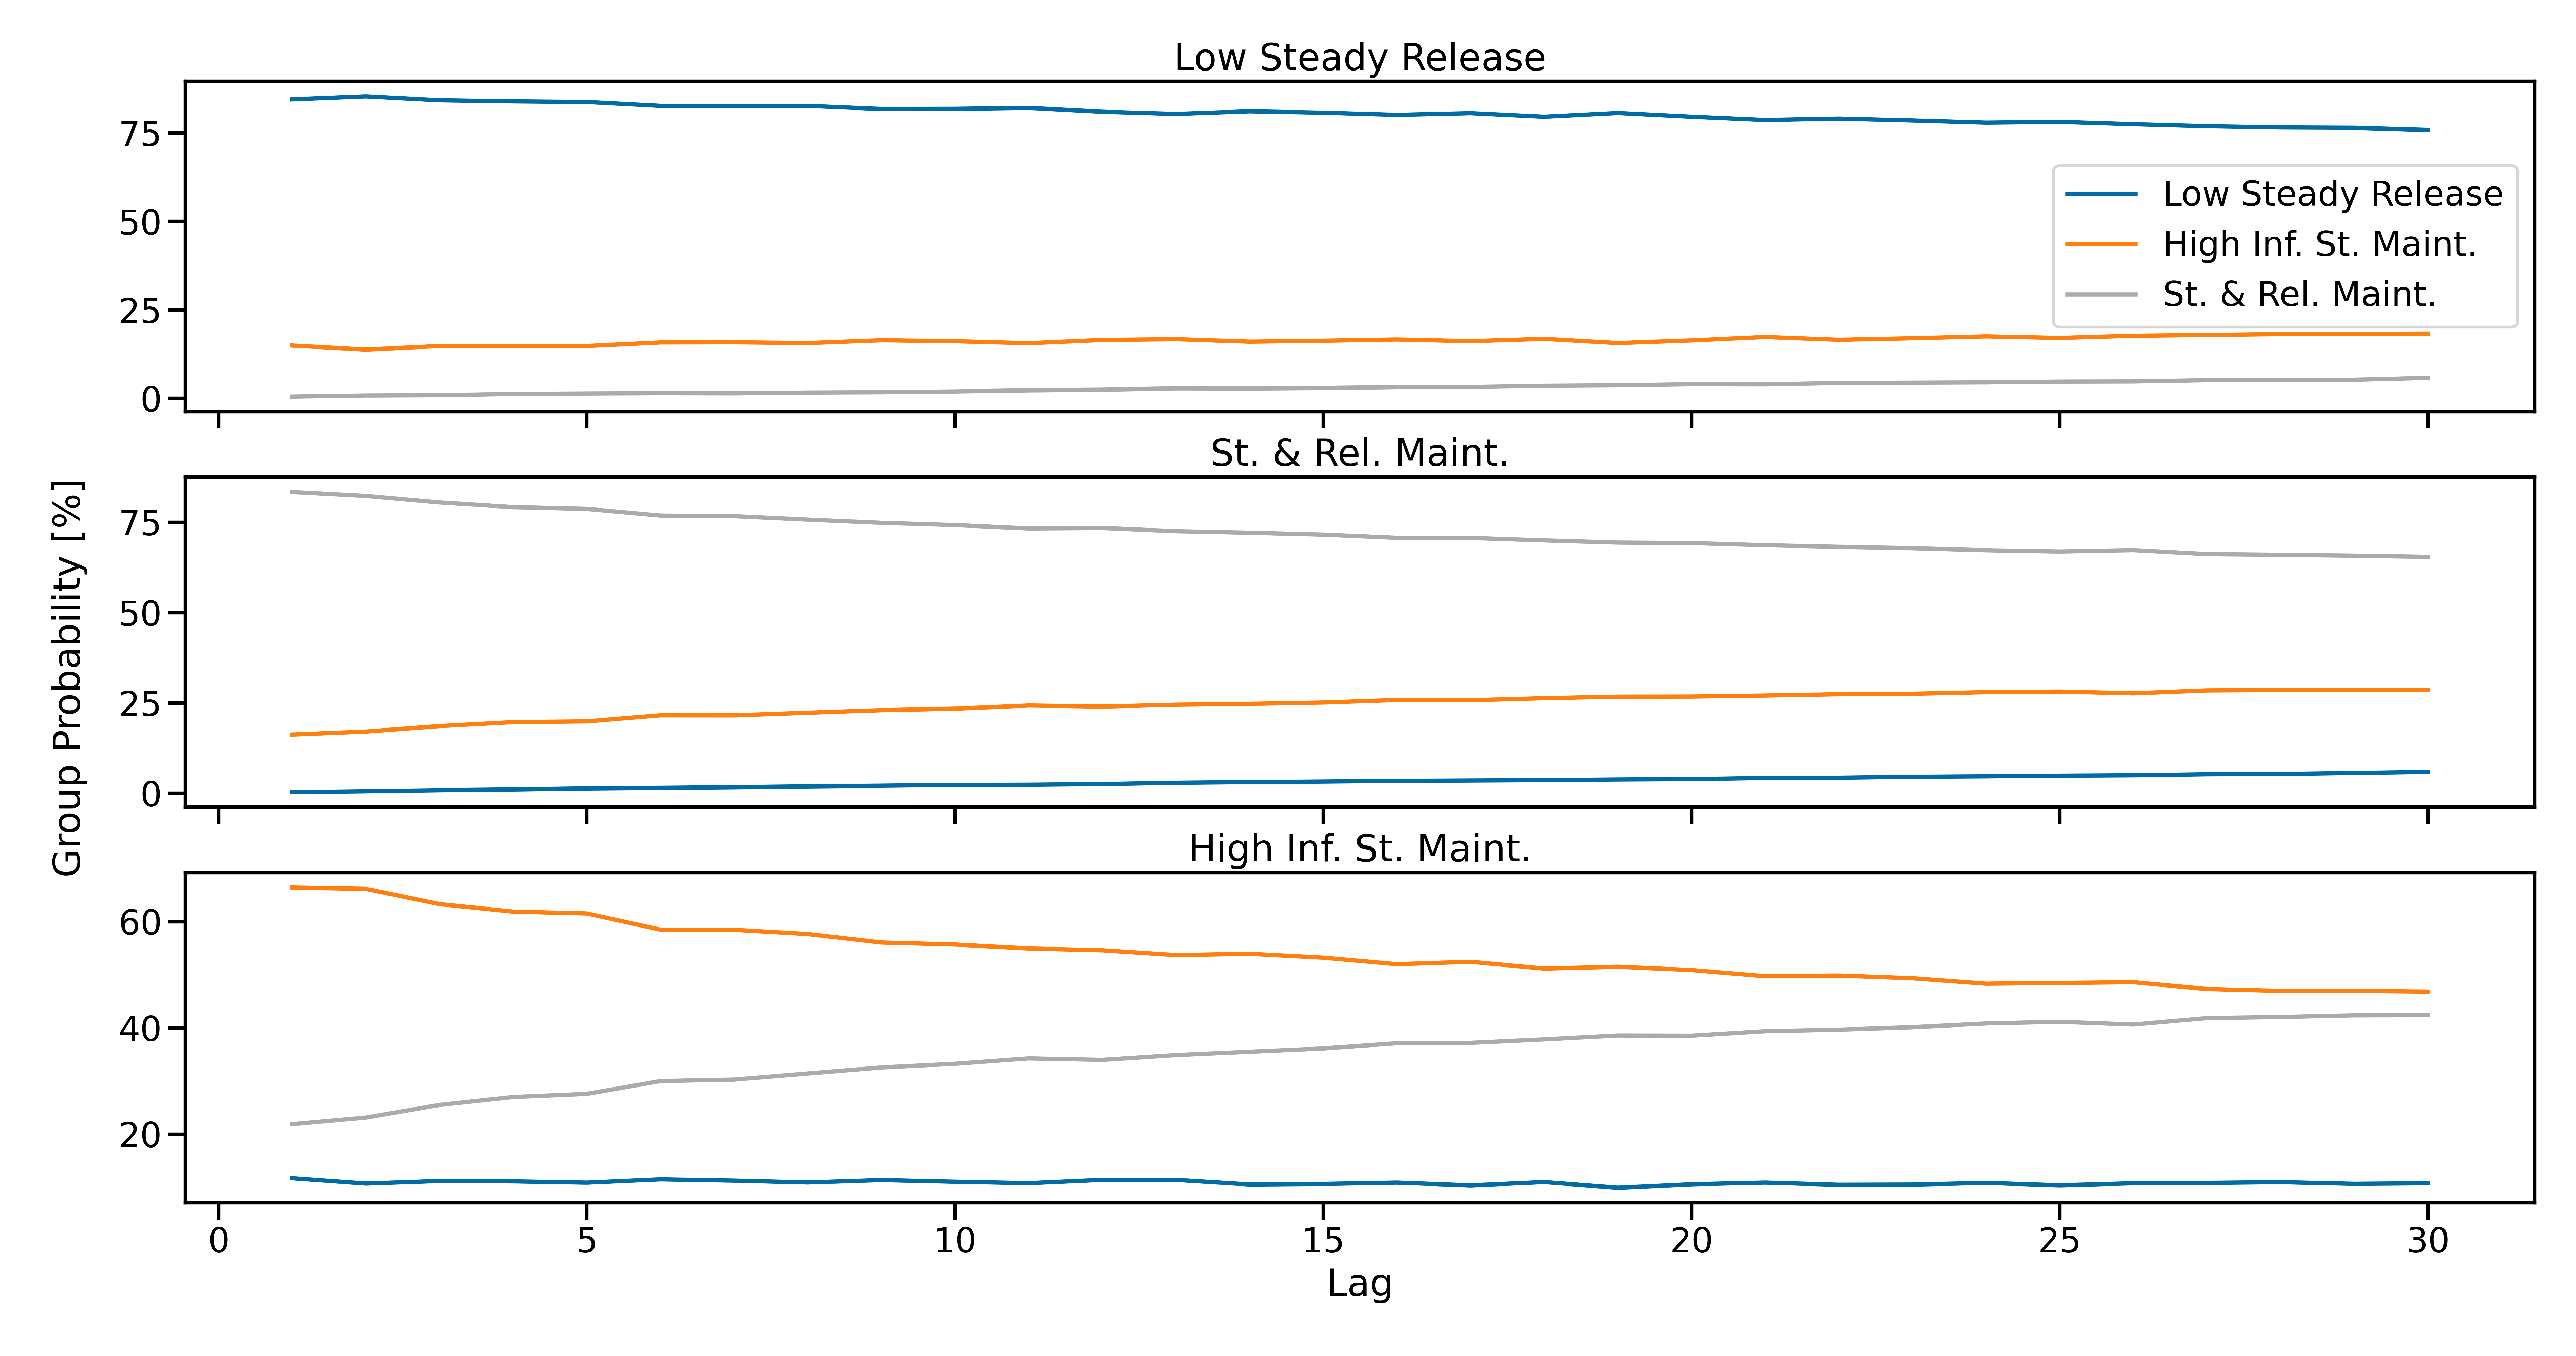 Low Steady Release
75
50
25
0
Low Steady Release
High Inf. St. Maint.
St. & Rel. Maint.
St. & Rel. Maint.
75
50
25
0
Group Probability [%]
High Inf. St. Maint.
60
40
20
0 5 10 15 20 25 30
Lag